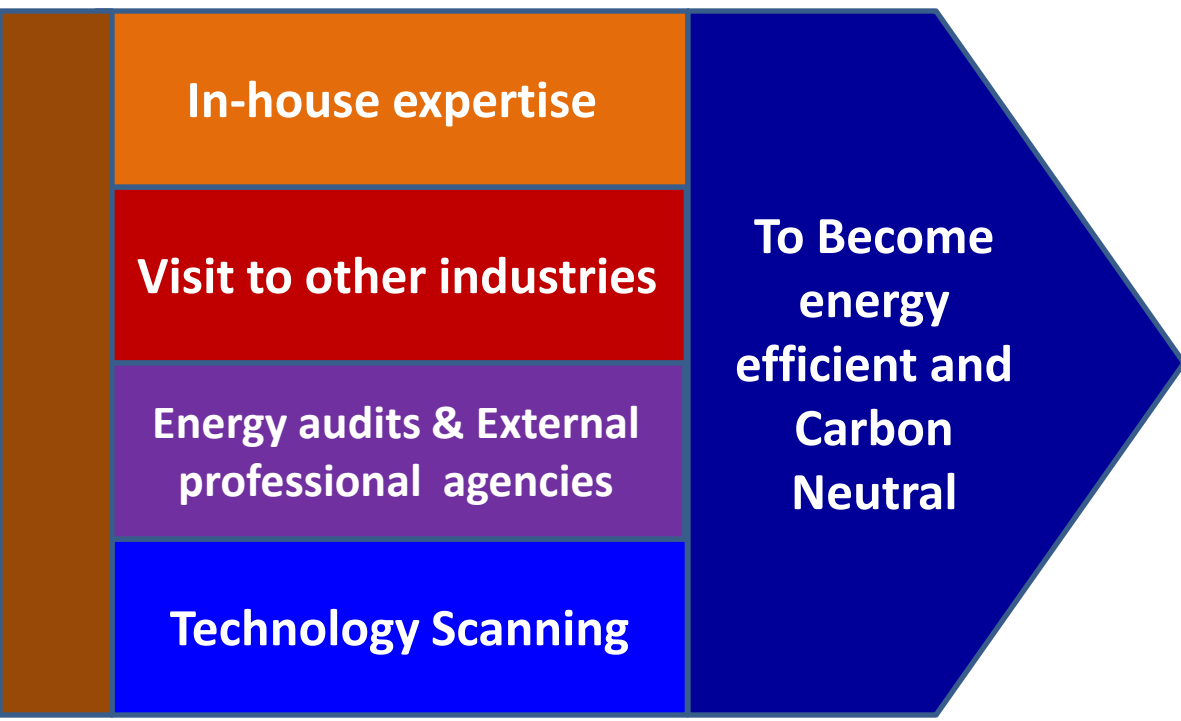 In-house expertise
Visit to other industries
Energy audits & External
professional  agencies
Technology Scanning
To Become
energy
efficient and
Carbon
Neutral